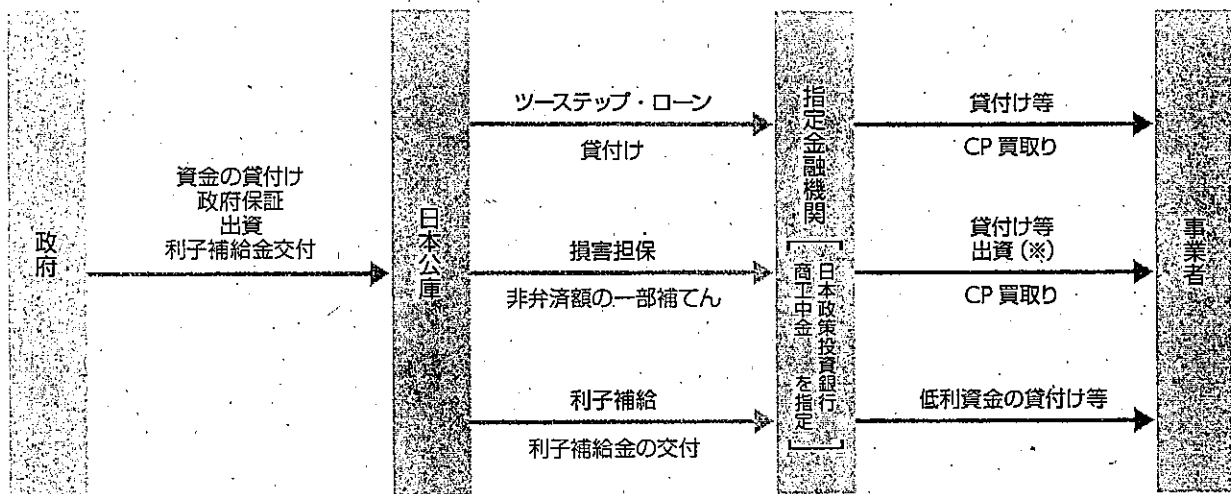 政府
資金の貸付け
政府保証
出資
利子補給金交付
日本公庫
ツーステップ・ローン
貸付け
損害担保
非弁済額の一部補てん
利子補給
利子補給金の交付
指定金融機関
日本政策投資銀行
商工中金 を指定
貸付け等
CP 買取り
貸付け等
出資(※)
CP 買取り
低利資金の貸付け等
事業者